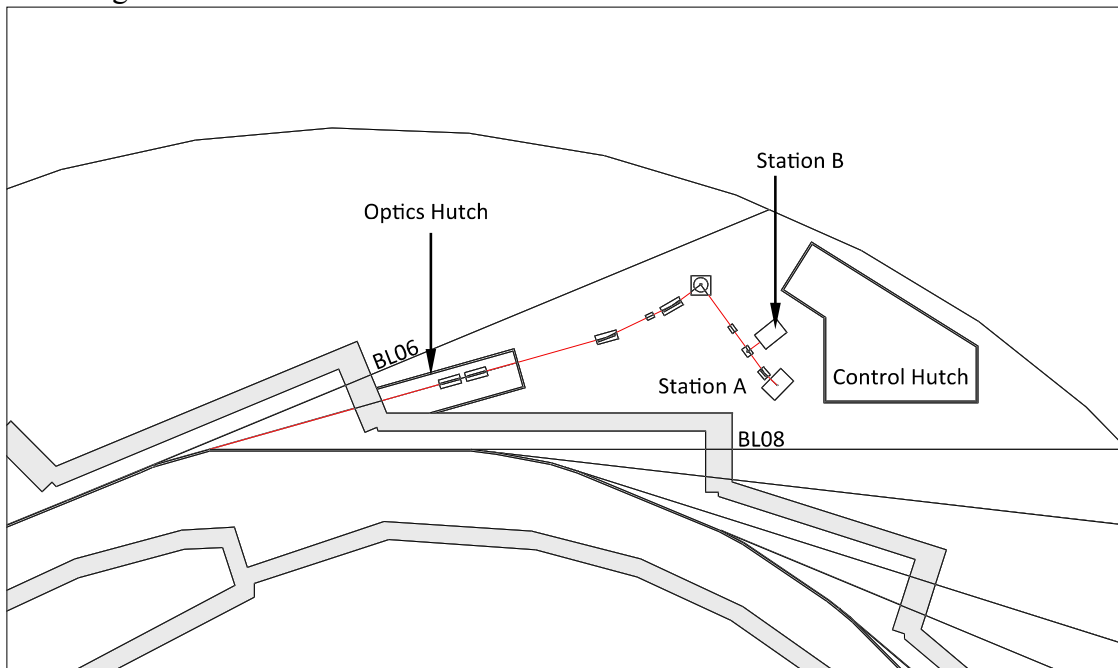 Station B
Optics Hutch
BL06
Station A
Control Hutch
BL08